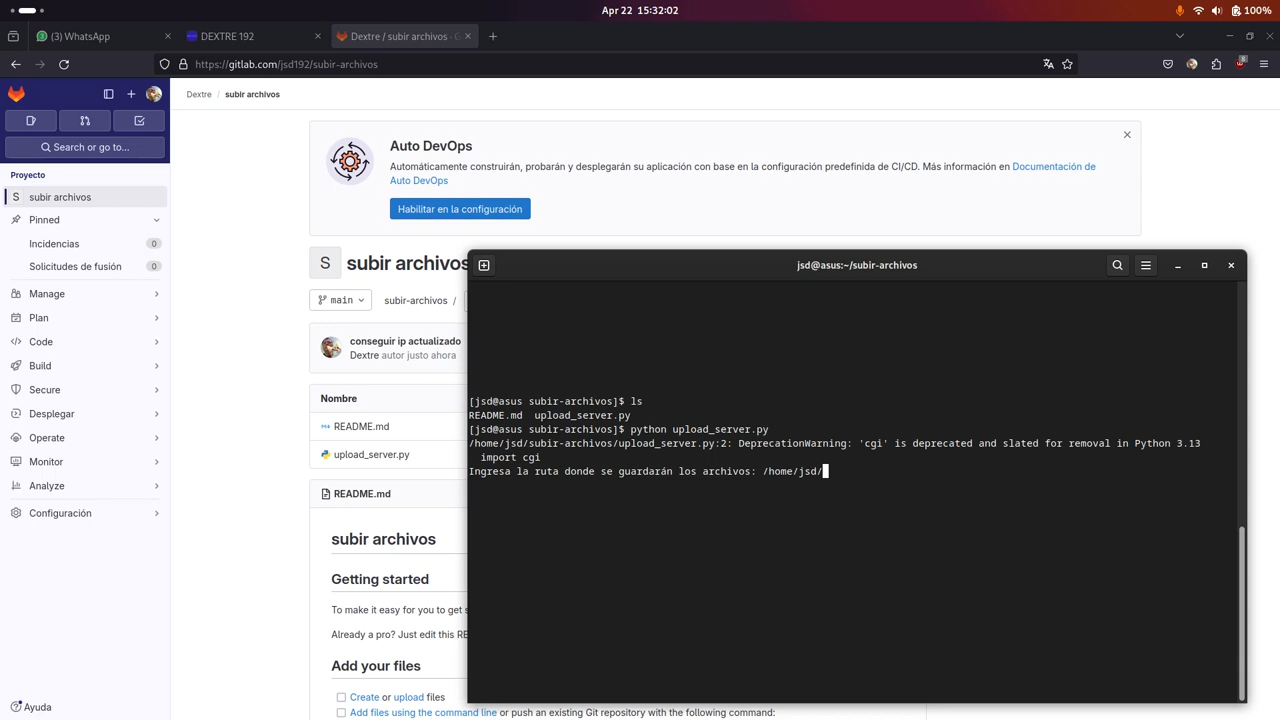 Apr 22 15:32:02
100%
(3) WhatsApp
DEXTRE 192
Dextre / subir archivos - G
https://gitlab.com/jsd192/subir-archivos
8
Dextre / subir archivos
Search or go to...
Proyecto
S subir archivos
Pinned
Incidencias 0
Solicitudes de fusión 0
Manage
Plan
Code
Build
Secure
Desplegar
Operate
Monitor
Analyze
Configuración
Ayuda
Auto DevOps
Automáticamente construirán, probarán y desplegarán su aplicación con base en la configuración predefinida de CI/CD. Más información en Documentación de
Auto DevOps
Habilitar en la configuración
S subir archivos
main subir-archivos /
conseguir ip actualizado
Dextre autor justo ahora
Nombre
README.md
upload_server.py
README.md
subir archivos
Getting started
To make it easy for you to get s
Already a pro? Just edit this RE
Add your files
Create or upload files
Add files using the command line or push an existing Git repository with the following command:
jsd@asus:~/subir-archivos
[jsd@asus subir-archivos]$ ls
README.md upload_server.py
[jsd@asus subir-archivos]$ python upload_server.py
/home/jsd/subir-archivos/upload_server.py:2: DeprecationWarning: 'cgi' is deprecated and slated for removal in Python 3.13
import cgi
Ingresa la ruta donde se guardarán los archivos: /home/jsd/